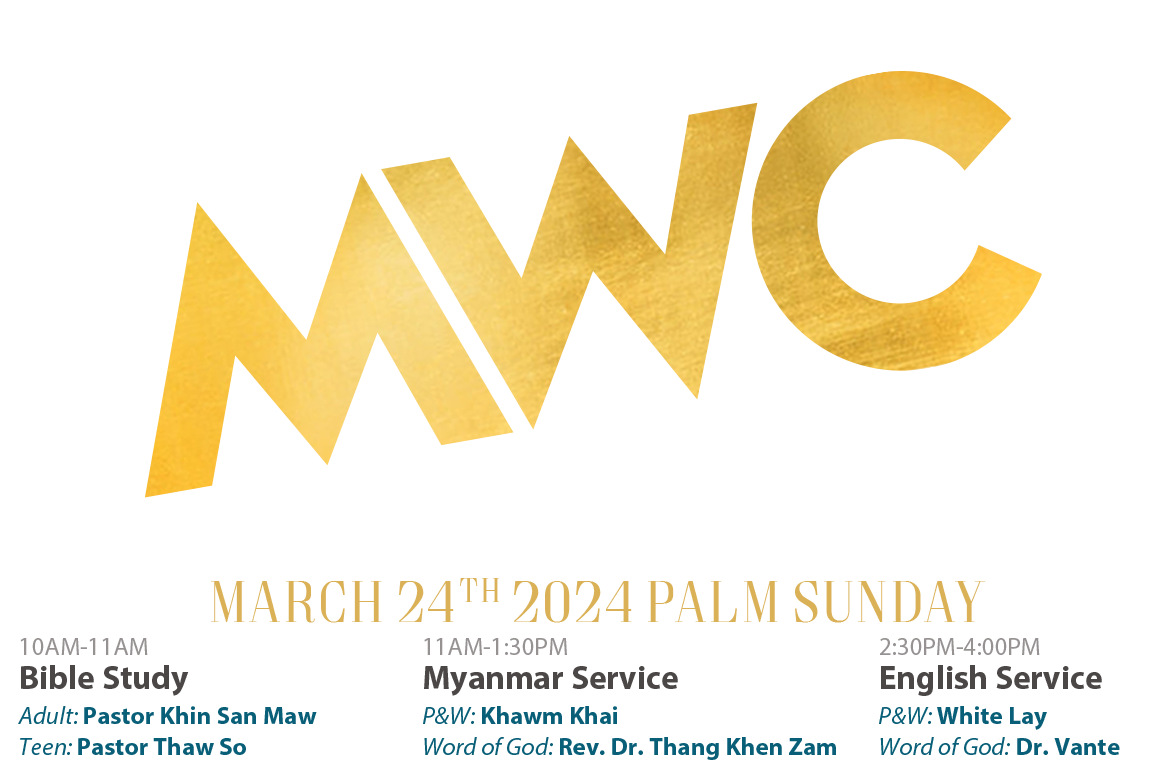 MWC
MARCH 24TH 2024 PALM SUNDAY
10AM-11AM
Bible Study
Adult: Pastor Khin San Maw
Teen: Pastor Thaw So
11AM-1:30PM
Myanmar Service
P&W: Khawm Khai
Word of God: Rev. Dr. Thang Khen Zam
2:30PM-4:00PM
English Service
P&W: White Lay
Word of God: Dr. Vante